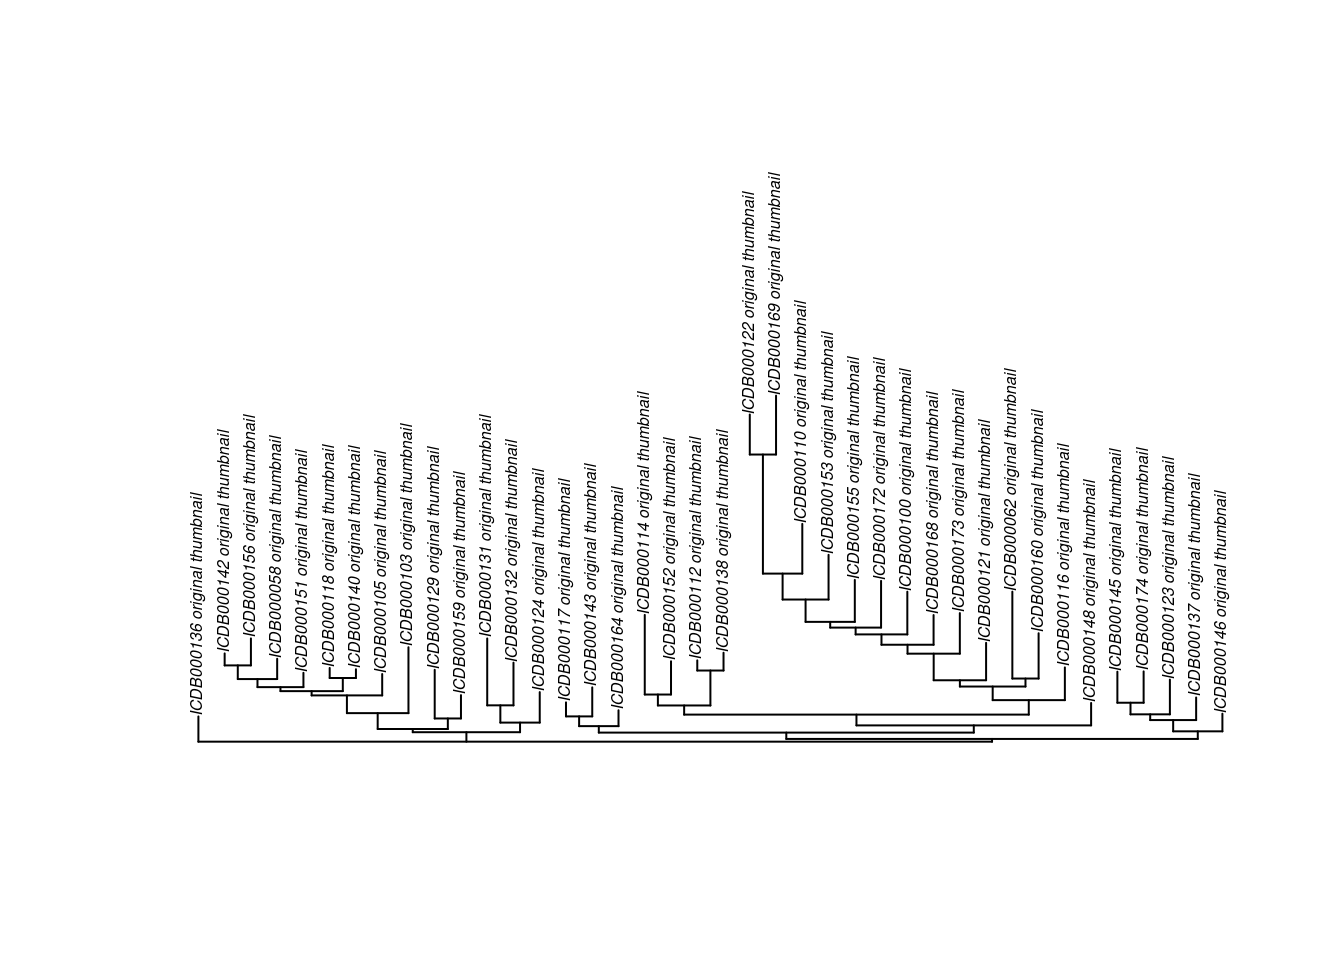 ICDB000136 original thumbnail
ICDB000142 original thumbnail
ICDB000156 original thumbnail
ICDB000058 original thumbnail
ICDB000151 original thumbnail
ICDB000118 original thumbnail
ICDB000140 original thumbnail
ICDB000105 original thumbnail
ICDB000103 original thumbnail
ICDB000129 original thumbnail
ICDB000159 original thumbnail
ICDB000131 original thumbnail
ICDB000132 original thumbnail
ICDB000124 original thumbnail
ICDB000117 original thumbnail
ICDB000143 original thumbnail
ICDB000164 original thumbnail
ICDB000114 original thumbnail
ICDB000152 original thumbnail
ICDB000112 original thumbnail
ICDB000138 original thumbnail
ICDB000122 original thumbnail
ICDB000169 original thumbnail
ICDB000110 original thumbnail
ICDB000153 original thumbnail
ICDB000155 original thumbnail
ICDB000172 original thumbnail
ICDB000100 original thumbnail
ICDB000168 original thumbnail
ICDB000173 original thumbnail
ICDB000121 original thumbnail
ICDB000062 original thumbnail
ICDB000160 original thumbnail
ICDB000116 original thumbnail
ICDB000148 original thumbnail
ICDB000145 original thumbnail
ICDB000174 original thumbnail
ICDB000123 original thumbnail
ICDB000137 original thumbnail
ICDB000146 original thumbnail